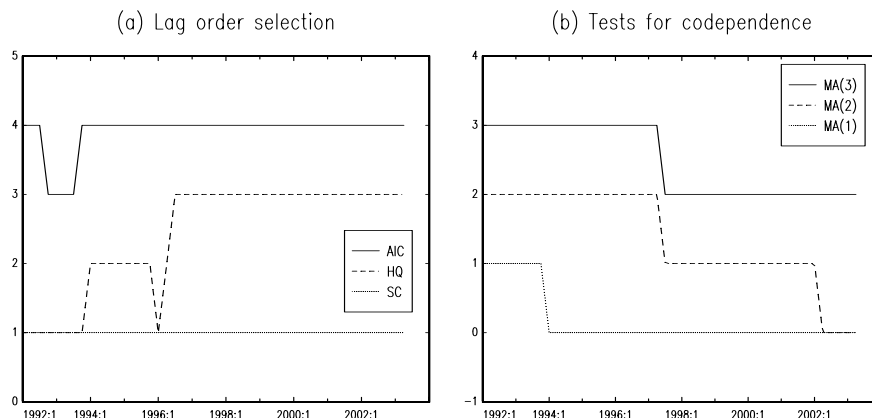 (a) Lag order selection
5
4
3
2
1
0
AIC
HQ
SC
1992:1 1994:1 1996:1 1998:1 2000:1 2002:1
(b) Tests for codependence
4
3
2
1
0
-1
MA(3)
MA(2)
MA(1)
1992:1 1994:1 1996:1 1998:1 2000:1 2002:1